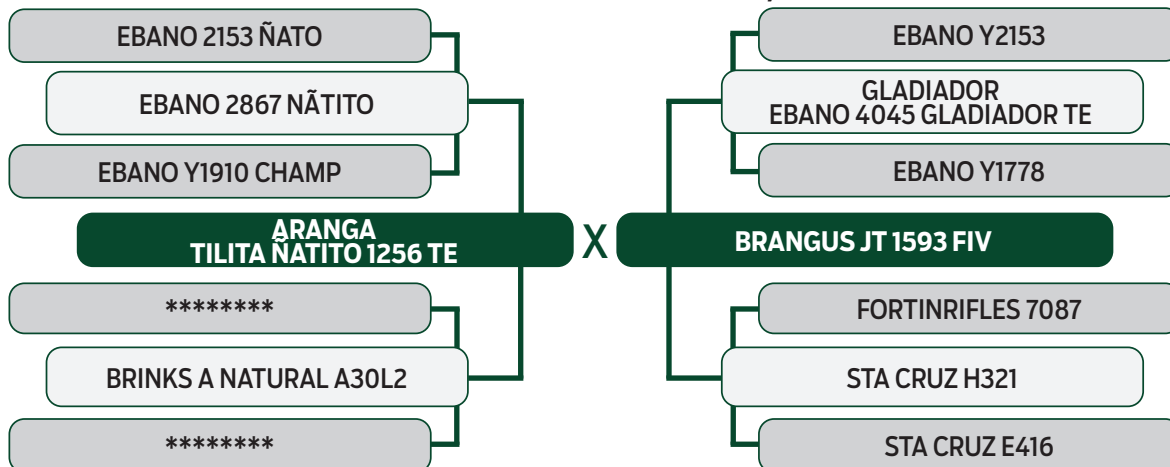 EBANO 2153 ÑATO
EBANO 2867 NÃTITO
EBANO Y1910 CHAMP
ARANGA
TILITA ÑATITO 1256 TE
********
BRINKS A NATURAL A30L2
********
X
EBANO Y2153
GLADIADOR
EBANO 4045 GLADIADOR TE
EBANO Y1778
BRANGUS JT 1593 FIV
FORTINRIFLES 7087
STA CRUZ H321
STA CRUZ E416